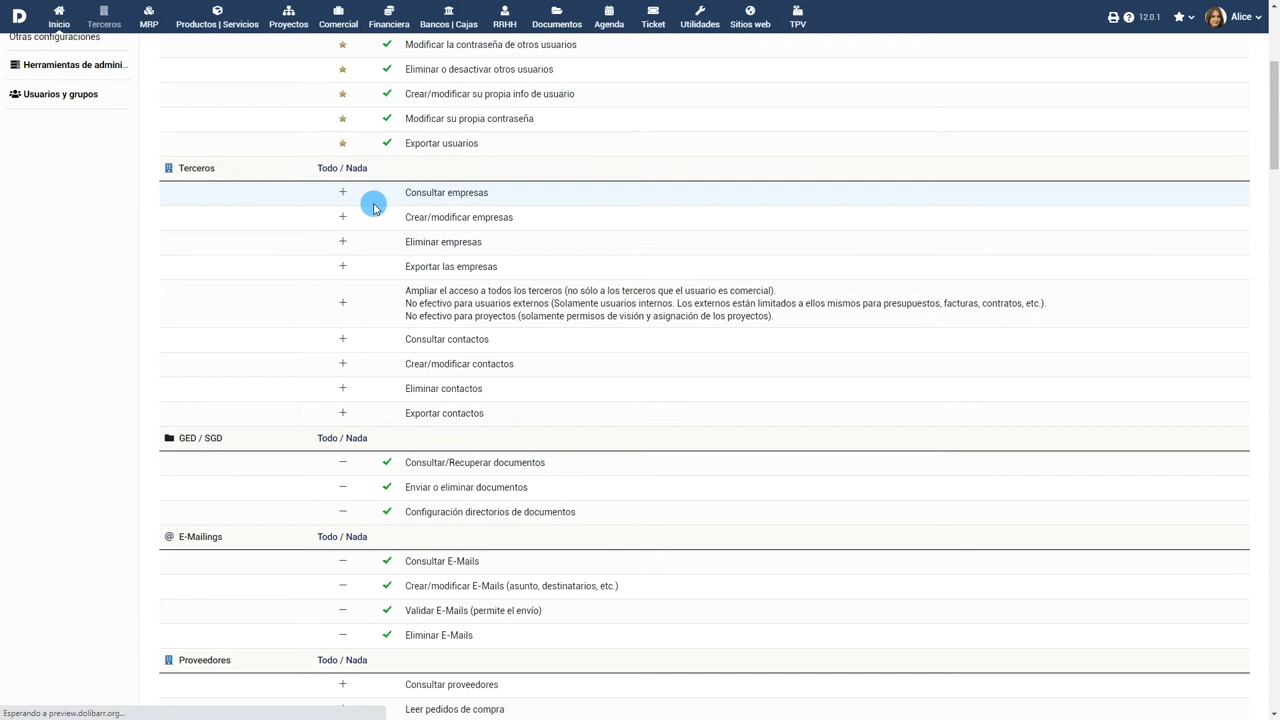 Inicio
Terceros
MRP
Productos | Servicios
Proyectos
Comercial
Financiera
Bancos | Cajas
RRHH
Documentos
Agenda
Ticket
Utilidades
Sitios web
TPV
12.0.1
Alice
Otras configuraciones
Herramientas de admini...
Usuarios y grupos
Modificar la contraseña de otros usuarios
Eliminar o desactivar otros usuarios
Crear/modificar su propia info de usuario
Modificar su propia contraseña
Exportar usuarios
Terceros Todo / Nada
Consultar empresas
Crear/modificar empresas
Eliminar empresas
Exportar las empresas
Ampliar el acceso a todos los terceros (no sólo a los terceros que el usuario es comercial).
No efectivo para usuarios externos (Solamente usuarios internos. Los externos están limitados a ellos mismos para presupuestos, facturas, contratos, etc.).
No efectivo para proyectos (solamente permisos de visión y asignación de los proyectos).
Consultar contactos
Crear/modificar contactos
Eliminar contactos
Exportar contactos
GED / SGD Todo / Nada
Consultar/Recuperar documentos
Enviar o eliminar documentos
Configuración directorios de documentos
@ E-Mailings Todo / Nada
Consultar E-Mails
Crear/modificar E-Mails (asunto, destinatarios, etc.)
Validar E-Mails (permite el envío)
Eliminar E-Mails
Proveedores Todo / Nada
Consultar proveedores
Leer pedidos de compra
Esperando a preview.dolibarr.org...